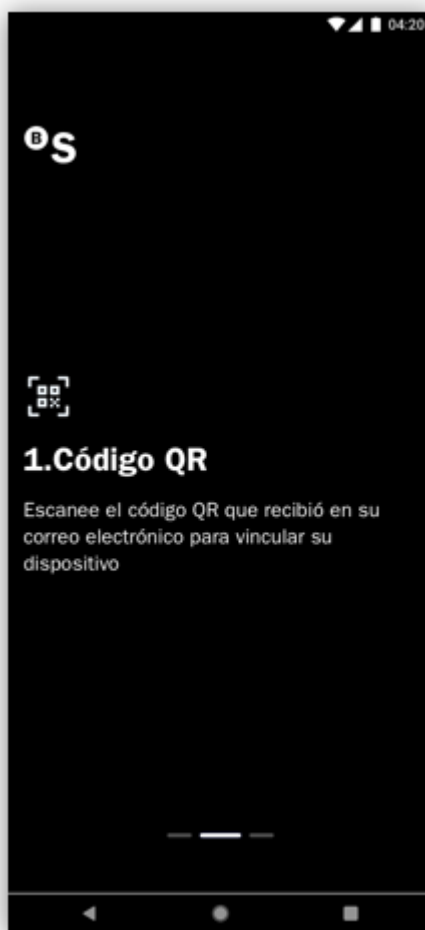 04:20
BS
1.Código QR
Escanee el código QR que recibió en su
correo electrónico para vincular su
dispositivo